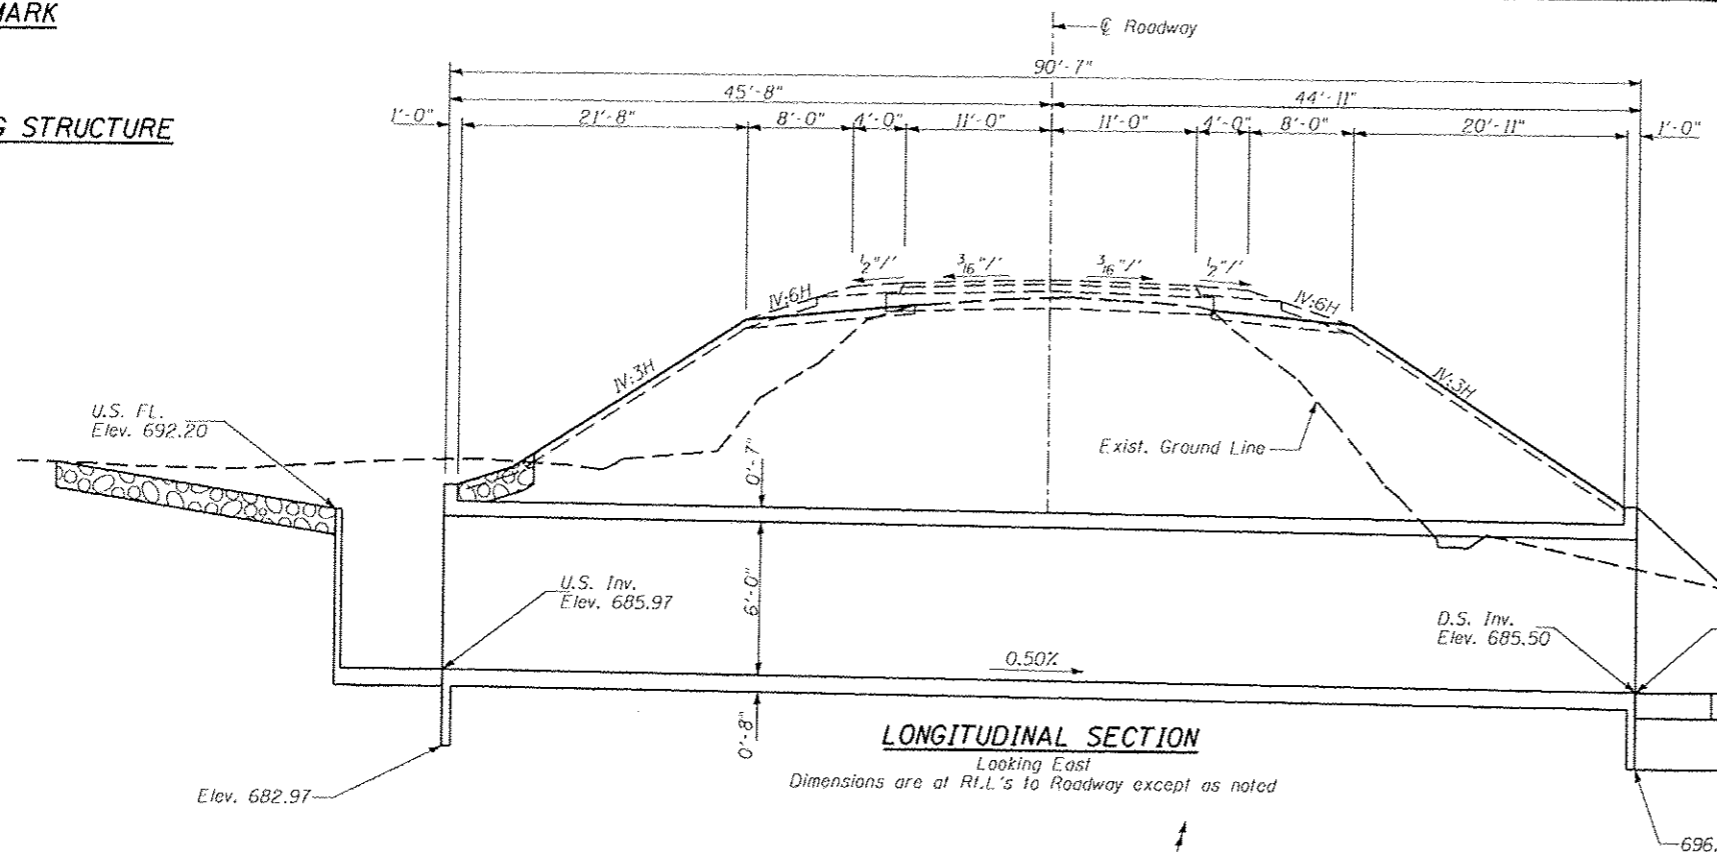 MARK
G STRUCTURE
℄ Roadway
90'-7"
45'-8"
44'-11"
1'-0"
21'-8"
8'-0"
4'-0"
11'-0"
11'-0"
4'-0"
8'-0"
20'-11"
1'-0"
1/2"/'
3/16"/'
3/16"/'
1/2"/'
1V:6H
1V:6H
1V:3H
1V:3H
U.S. FL.
Elev. 692.20
Exist. Ground Line
0'-7"
U.S. Inv.
Elev. 685.97
6'-0"
D.S. Inv.
Elev. 685.50
0.50%
0'-8"
LONGITUDINAL SECTION
Looking East
Dimensions are at Rt.L's to Roadway except as noted
Elev. 682.97
696.